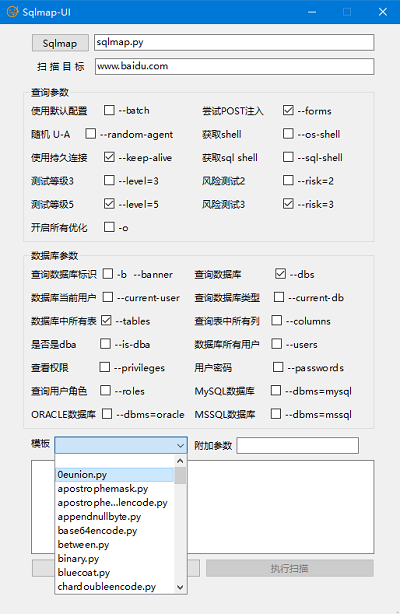 Sqlmap-UI
Sqlmap sqlmap.py
扫 描 目 标 www.baidu.com
查询参数
使用默认配置 --batch 尝试POST注入 --forms
随机 U-A --random-agent 获取shell --os-shell
使用持久连接 --keep-alive 获取sql shell --sql-shell
测试等级3 --level=3 风险测试2 --risk=2
测试等级5 --level=5 风险测试3 --risk=3
开启所有优化 -o
数据库参数
查询数据库标识 -b --banner 查询数据库 --dbs
数据库当前用户 --current-user 查询数据库类型 --current-db
数据库中所有表 --tables 查询表中所有列 --columns
是否是dba --is-dba 数据库所有用户 --users
查看权限 --privileges 用户密码 --passwords
查询用户角色 --roles MySQL数据库 --dbms=mysql
ORACLE数据库 --dbms=oracle MSSQL数据库 --dbms=mssql
模板 附加参数
0eunion.py
apostrophemask.py
apostrophe...lencode.py
appendnullbyte.py
base64encode.py
between.py
binary.py
bluecoat.py
chardoubleencode.py
执行扫描